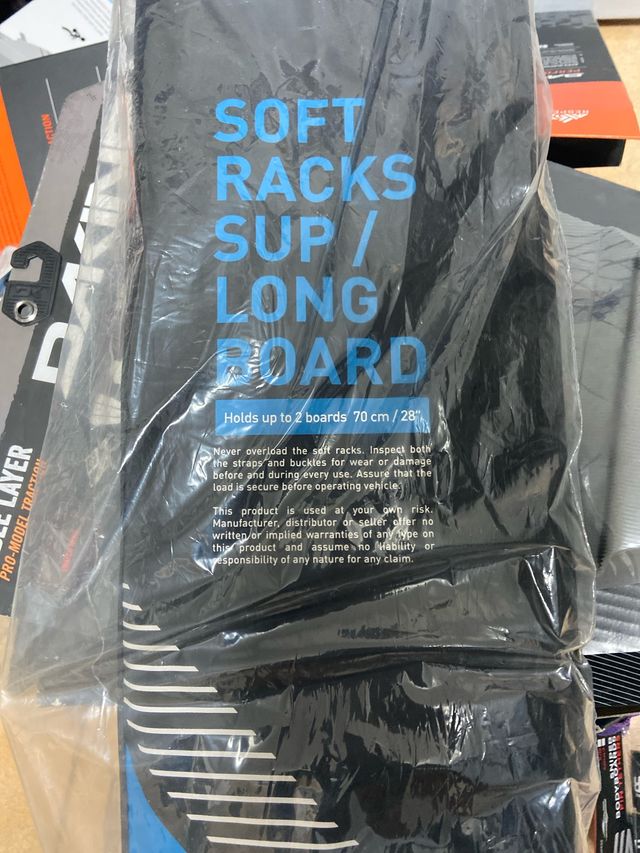 SOFT
RACKS
SUP /
LONG
BOARD
Holds up to 2 boards 70 cm / 28"
Never overload the soft racks. Inspect both
the straps and buckles for wear or damage
before and during every use. Assure that the
load is secure before operating vehicle.
This product is used at your own risk.
Manufacturer, distributor or seller offer no
written or implied warranties of any type on
this product and assume no liability or
responsibility of any nature for any claim.
LAYER
PRO-MODEL TRACTION